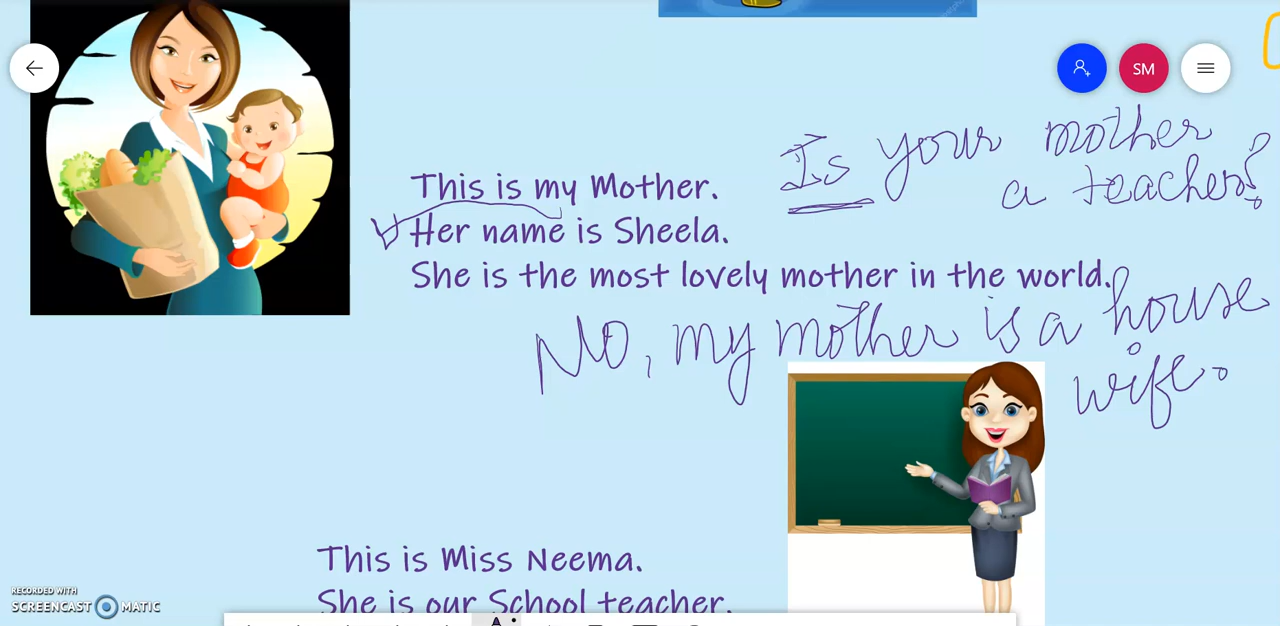 SM
Is your mother
a teacher?
This is my Mother.
Her name is Sheela.
She is the most lovely mother in the world.
No, my mother is a house
wife.
This is Miss Neema.
She is our School teacher.
RECORDED WITH
SCREENCAST MATIC